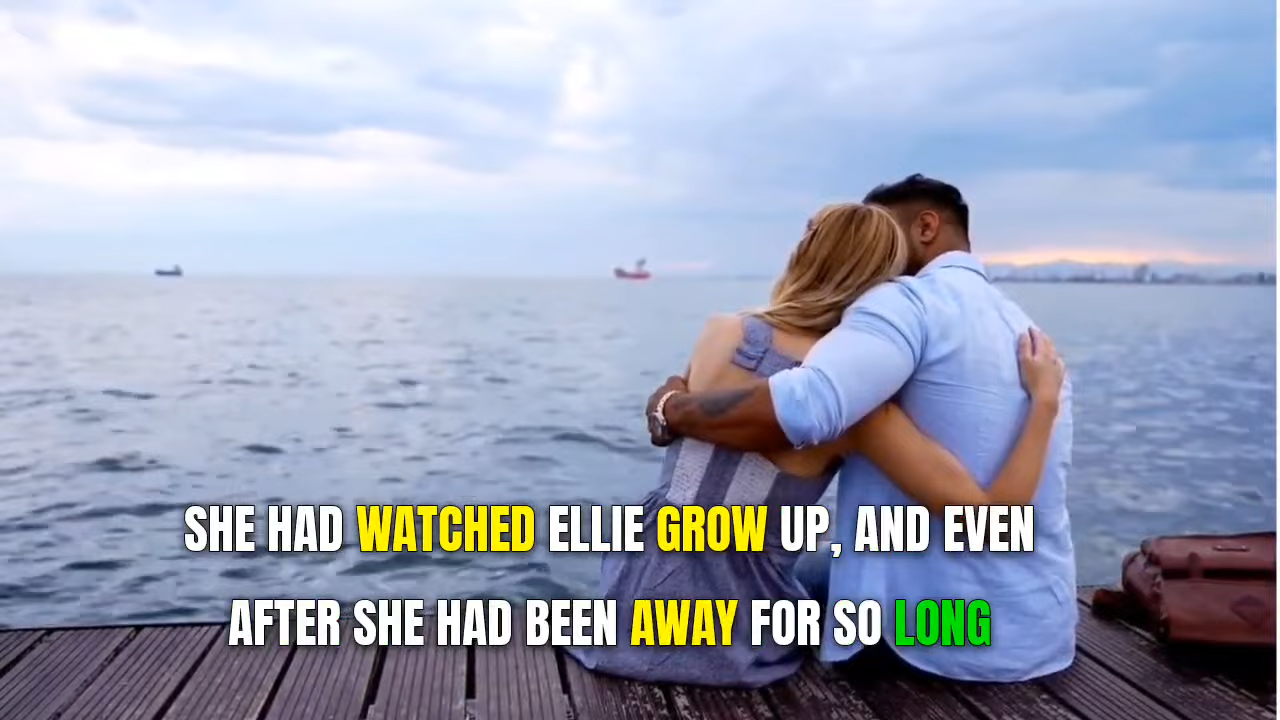 SHE HAD WATCHED ELLIE GROW UP, AND EVEN
AFTER SHE HAD BEEN AWAY FOR SO LONG